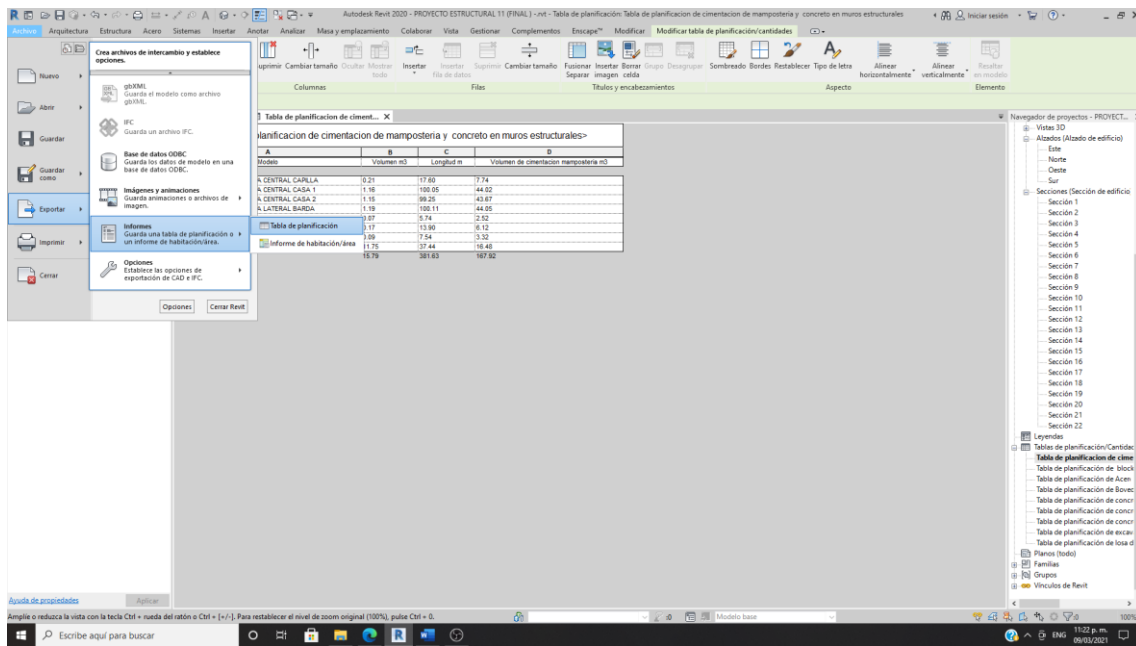 Autodesk Revit 2020 - PROYECTO ESTRUCTURAL 11 (FINAL ) -.rvt - Tabla de planificación: Tabla de planificacion de cimentacion de mamposteria y concreto en muros estructurales
Iniciar sesión
Archivo Arquitectura Estructura Acero Sistemas Insertar Anotar Analizar Masa y emplazamiento Colaborar Vista Gestionar Complementos Enscape™ Modificar Modificar tabla de planificación/cantidades
Crea archivos de intercambio y establece
opciones.
Nuevo
Abrir
Guardar
Guardar
como
Exportar
Imprimir
Cerrar
gbXML
Guarda el modelo como archivo
gbXML.
IFC
Guarda un archivo IFC.
Base de datos ODBC
Guarda los datos de modelo en una
base de datos ODBC.
Imágenes y animaciones
Guarda animaciones o archivos de
imagen.
Informes
Guarda una tabla de planificación o
un informe de habitación/área.
Opciones
Establece las opciones de
exportación de CAD e IFC.
Opciones Cerrar Revit
Tabla de planificación
Informe de habitación/área
uprimir Cambiar tamaño Ocultar Mostrar
todo
Insertar Insertar
fila de datos
Suprimir Cambiar tamaño
Fusionar Insertar Borrar Grupo Desagrupar
Separar imagen celda
Sombreado Bordes Restablecer Tipo de letra
Alinear
horizontalmente
Alinear
verticalmente
Resaltar
en modelo
Columnas Filas Títulos y encabezamientos Aspecto Elemento
Tabla de planificacion de ciment... X
planificacion de cimentacion de mamposteria y concreto en muros estructurales>
A B C D
Modelo Volumen m3 Longitud m Volumen de cimentacion mamposteria m3
A CENTRAL CAPILLA 0.21 17.60 7.74
A CENTRAL CASA 1 1.16 100.05 44.02
A CENTRAL CASA 2 1.15 99.25 43.67
A LATERAL BARDA 1.19 100.11 44.05
0.07 5.74 2.52
0.17 13.90 6.12
0.09 7.54 3.32
11.75 37.44 16.48
15.79 381.63 167.92
Navegador de proyectos - PROYECT...
Vistas 3D
Alzados (Alzado de edificio)
Este
Norte
Oeste
Sur
Secciones (Sección de edificio
Sección 1
Sección 2
Sección 3
Sección 4
Sección 5
Sección 6
Sección 7
Sección 8
Sección 9
Sección 10
Sección 11
Sección 12
Sección 13
Sección 14
Sección 15
Sección 16
Sección 17
Sección 18
Sección 19
Sección 20
Sección 21
Sección 22
Leyendas
Tablas de planificación/Cantidac
Tabla de planificacion de cime
Tabla de planificación de block
Tabla de planificación de Acero
Tabla de planificación de Boved
Tabla de planificación de concr
Tabla de planificación de concr
Tabla de planificación de concr
Tabla de planificación de excav
Tabla de planificación de losa d
Planos (todo)
Familias
Grupos
Vínculos de Revit
Ayuda de propiedades Aplicar
Amplíe o reduzca la vista con la tecla Ctrl + rueda del ratón o Ctrl + [+/-]. Para restablecer el nivel de zoom original (100%), pulse Ctrl + 0.
:0 Modelo base
:0 100%
Escribe aquí para buscar
ENG
11:22 p. m.
09/03/2021